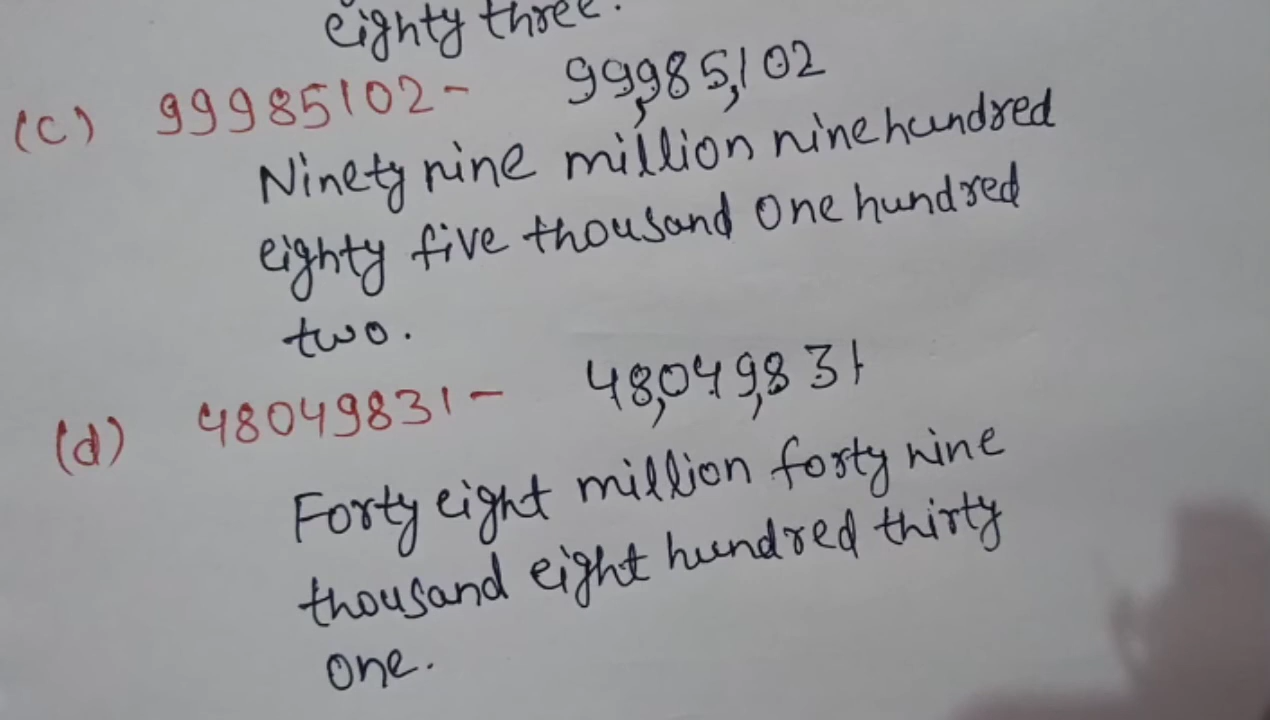 eighty three.
(c) 99985102- 99,985,102
Ninety nine million nine hundred
eighty five thousand One hundred
two.
(d) 48049831- 48,049,831
Forty eight million forty nine
thousand eight hundred thirty
one.